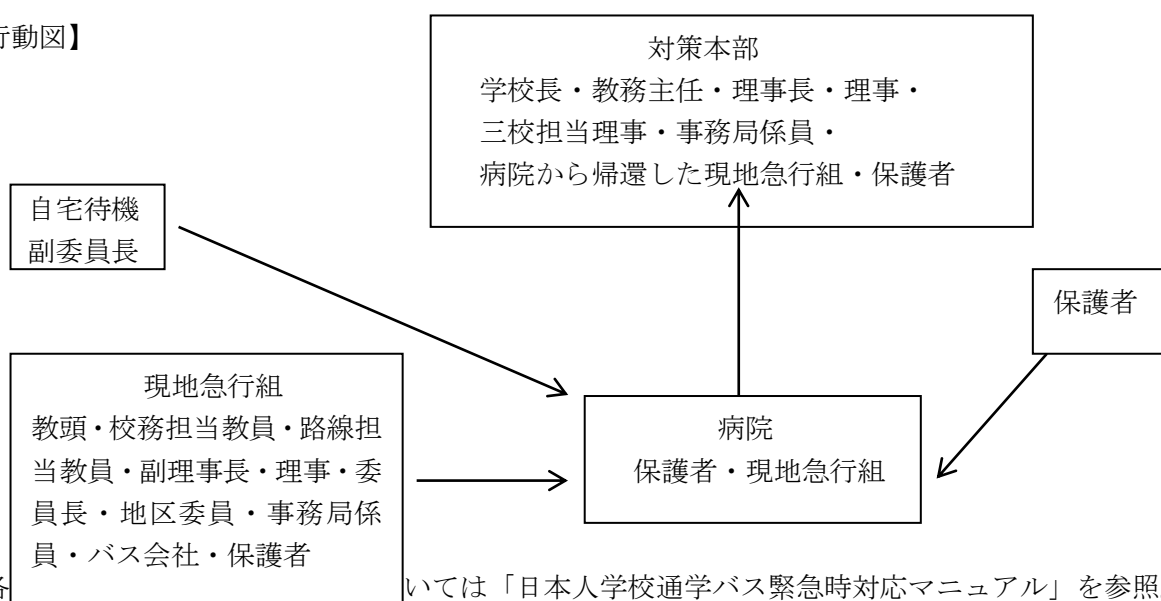 行動図】
対策本部
学校長・教務主任・理事長・理事・
三校担当理事・事務局係員・
病院から帰還した現地急行組・保護者
自宅待機
副委員長
保護者
現地急行組
教頭・校務担当教員・路線担
当教員・副理事長・理事・委
員長・地区委員・事務局係
員・バス会社・保護者
病院
保護者・現地急行組
各
いては「日本人学校通学バス緊急時対応マニュアル」を参照